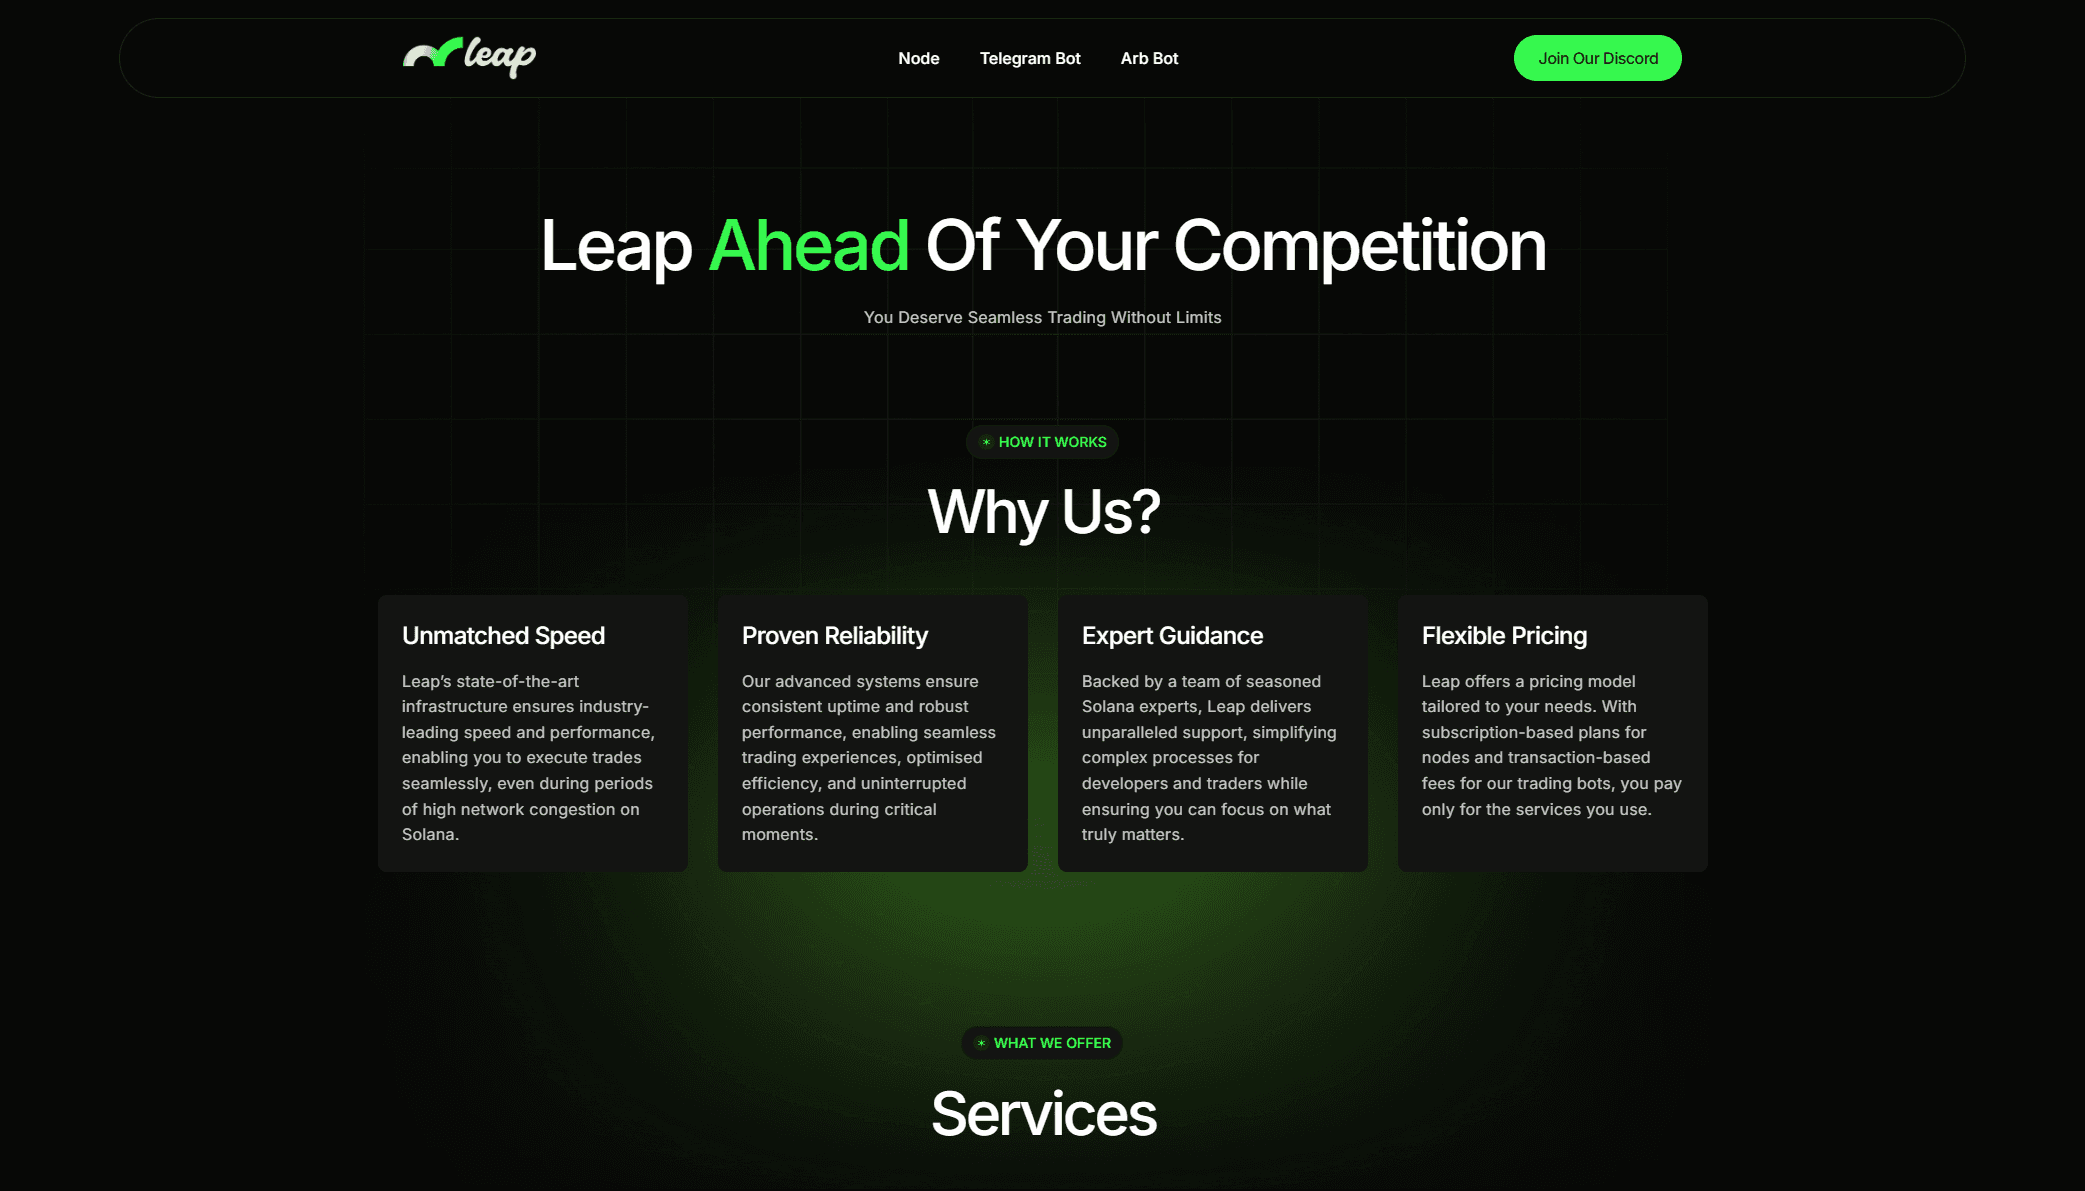 leap
Node
Telegram Bot
Arb Bot
Join Our Discord
Leap Ahead Of Your Competition
You Deserve Seamless Trading Without Limits
* HOW IT WORKS
Why Us?
Unmatched Speed
Leap’s state-of-the-art
infrastructure ensures industry-
leading speed and performance,
enabling you to execute trades
seamlessly, even during periods
of high network congestion on
Solana.
Proven Reliability
Our advanced systems ensure
consistent uptime and robust
performance, enabling seamless
trading experiences, optimised
efficiency, and uninterrupted
operations during critical
moments.
Expert Guidance
Backed by a team of seasoned
Solana experts, Leap delivers
unparalleled support, simplifying
complex processes for
developers and traders while
ensuring you can focus on what
truly matters.
Flexible Pricing
Leap offers a pricing model
tailored to your needs. With
subscription-based plans for
nodes and transaction-based
fees for our trading bots, you pay
only for the services you use.
* WHAT WE OFFER
Services